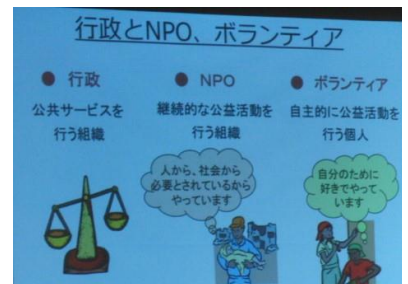 行政とNPO、ボランティア
● 行政
公共サービスを
行う組織
● NPO
継続的な公益活動を
行う組織
● ボランティア
自主的に公益活動を
行う個人
人から、社会から
必要とされているから
やっています
自分のために
好きでやって
います